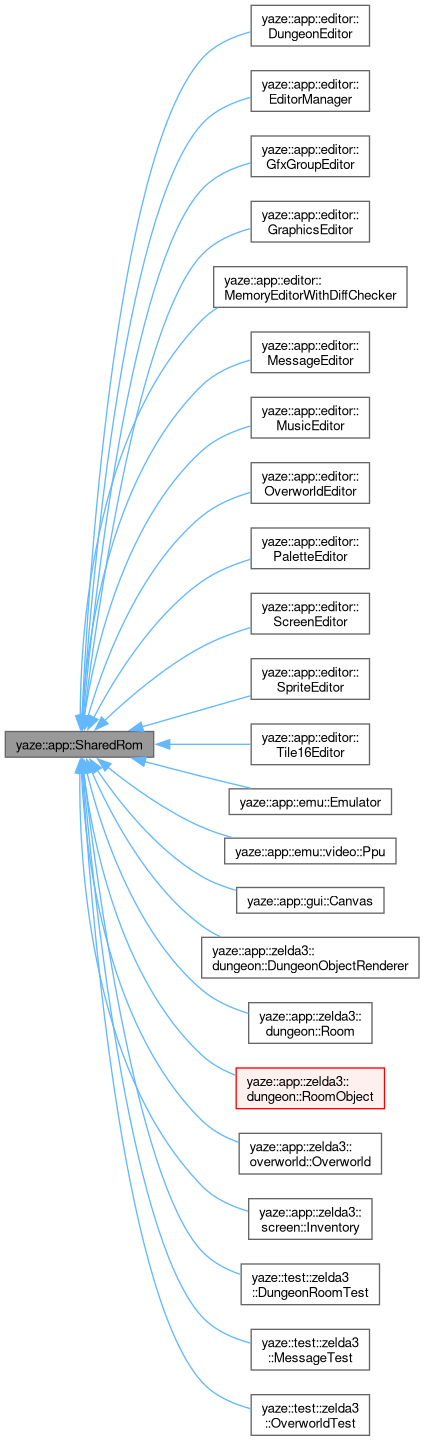 yaze::app::editor::
DungeonEditor
yaze::app::editor::
EditorManager
yaze::app::editor::
GfxGroupEditor
yaze::app::editor::
GraphicsEditor
yaze::app::editor::
MemoryEditorWithDiffChecker
yaze::app::editor::
MessageEditor
yaze::app::editor::
MusicEditor
yaze::app::editor::
OverworldEditor
yaze::app::editor::
PaletteEditor
yaze::app::editor::
ScreenEditor
yaze::app::editor::
SpriteEditor
yaze::app::SharedRom
yaze::app::editor::
Tile16Editor
yaze::app::emu::Emulator
yaze::app::emu::video::Ppu
yaze::app::gui::Canvas
yaze::app::zelda3::
dungeon::DungeonObjectRenderer
yaze::app::zelda3::
dungeon::Room
yaze::app::zelda3::
dungeon::RoomObject
yaze::app::zelda3::
overworld::Overworld
yaze::app::zelda3::
screen::Inventory
yaze::test::zelda3
::DungeonRoomTest
yaze::test::zelda3
::MessageTest
yaze::test::zelda3
::OverworldTest